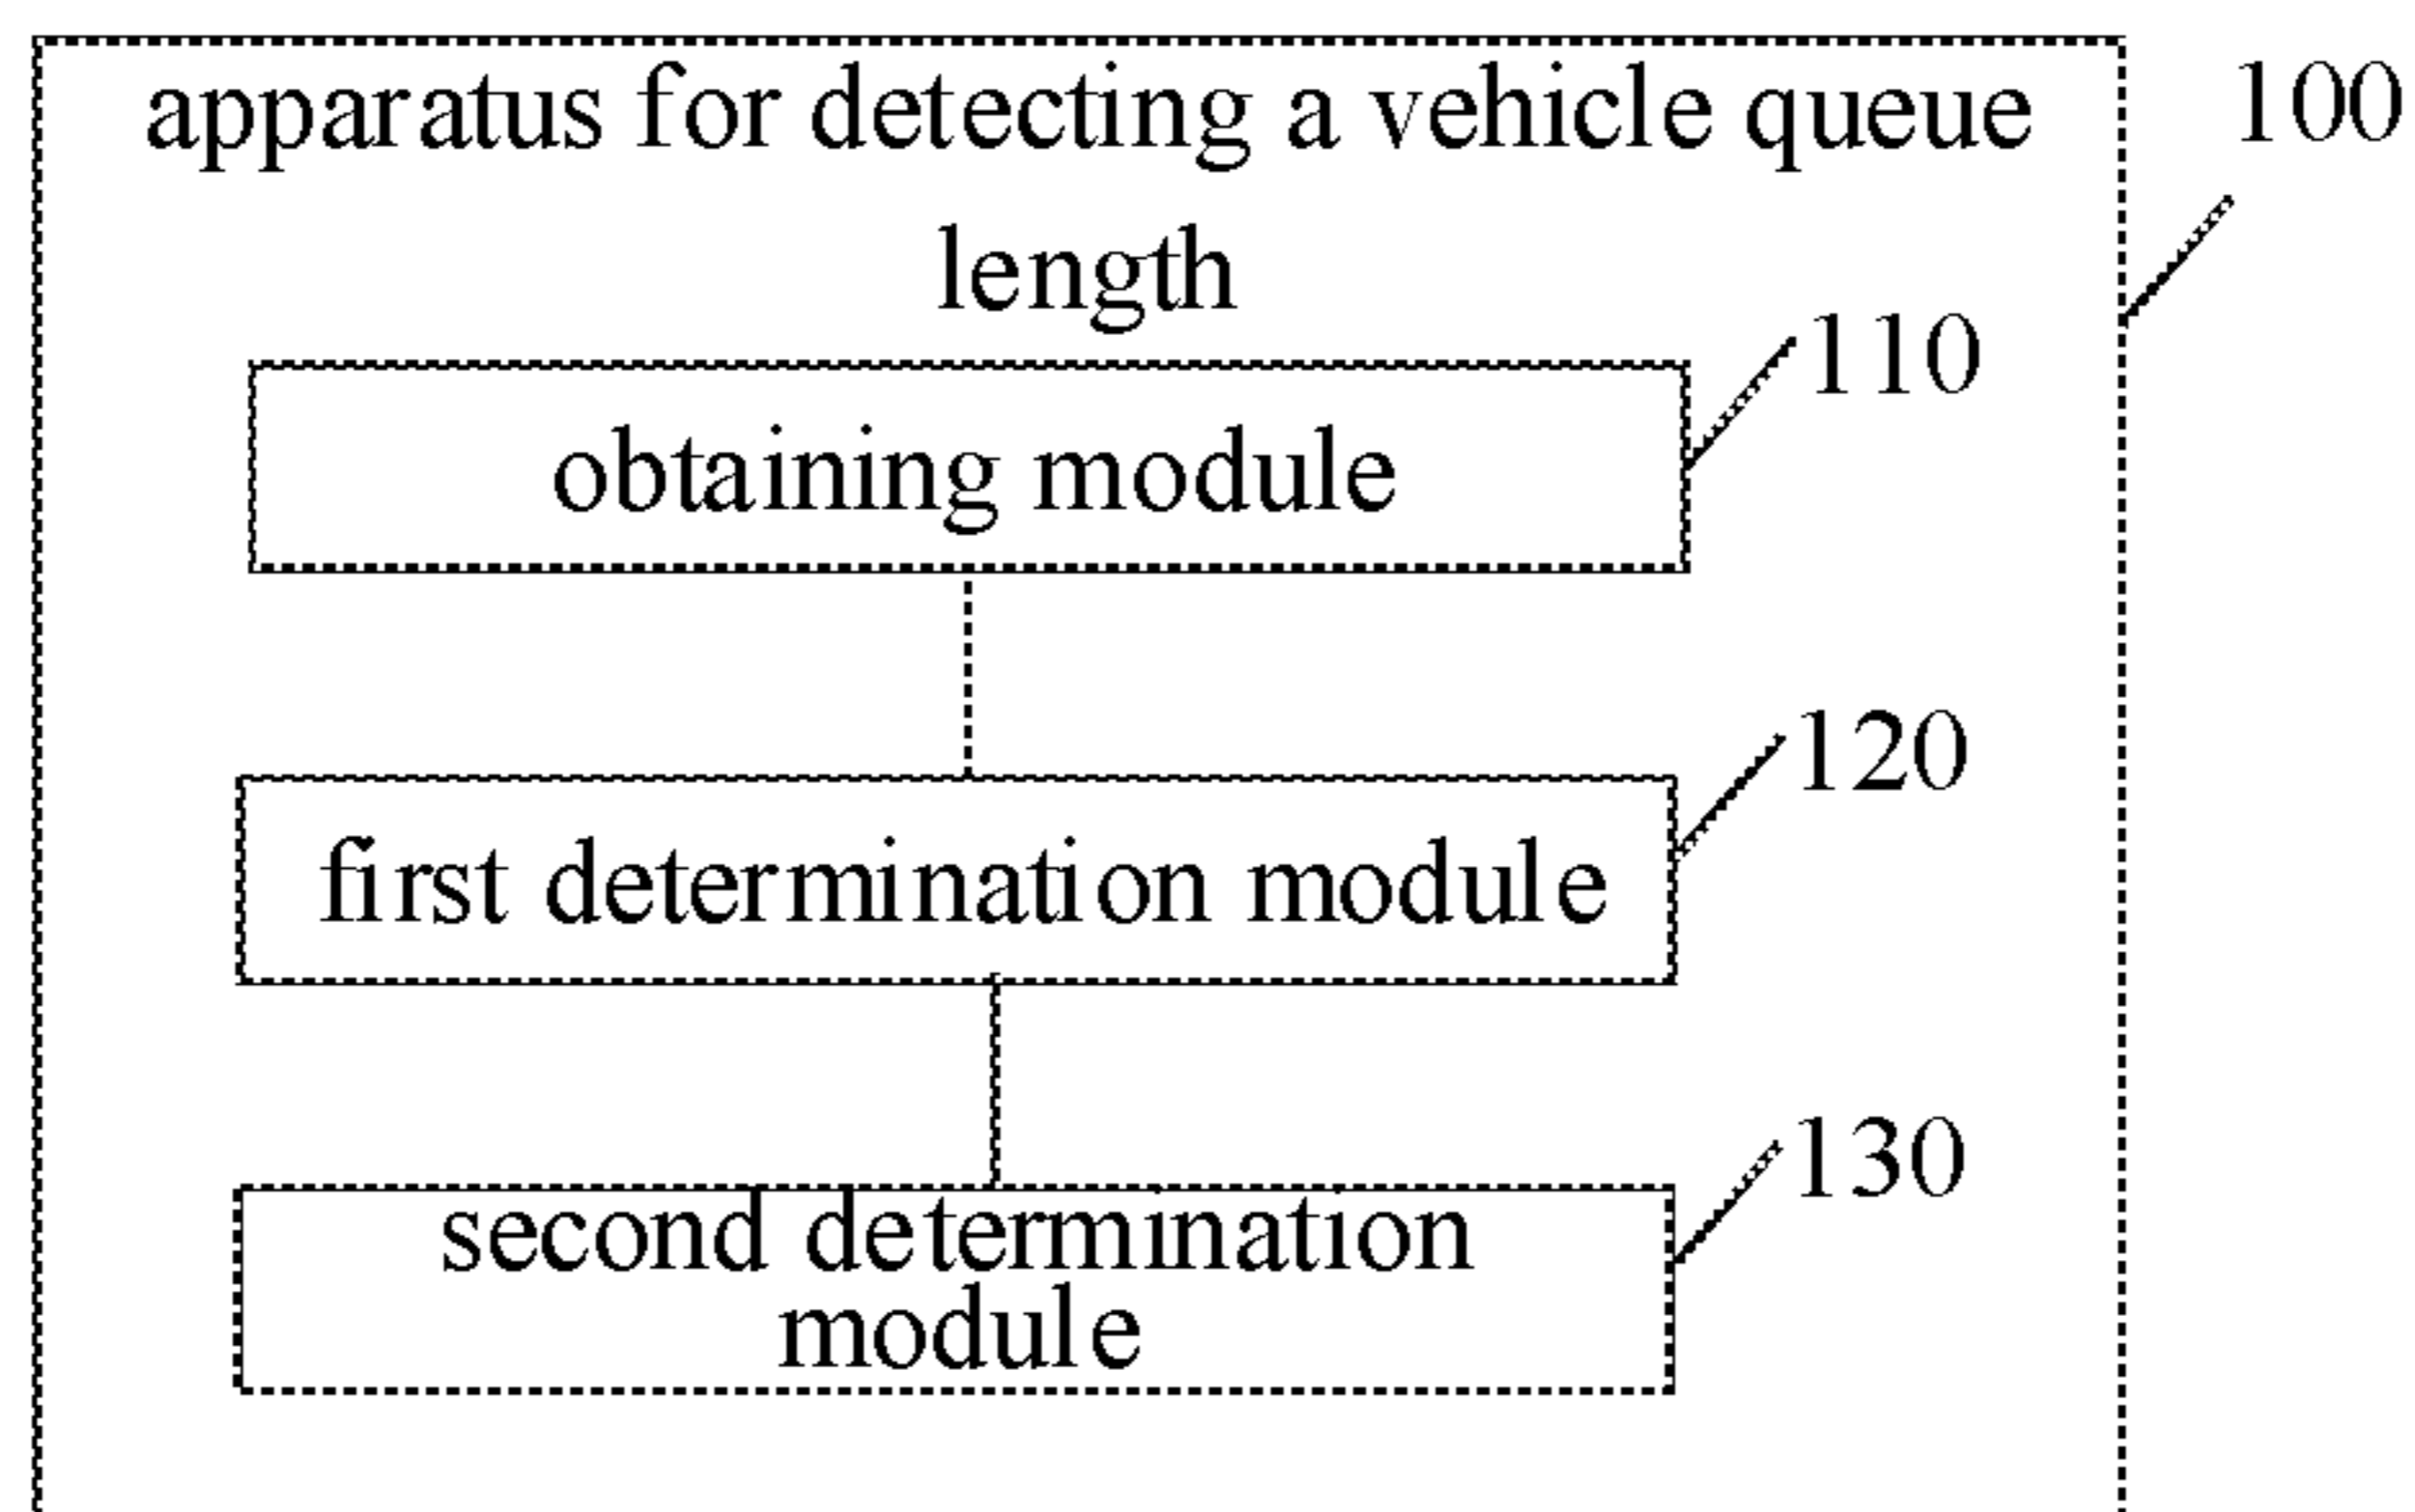 apparatus for detecting a vehicle queue
length
100
110
obtaining module
120
first determination module
130
second determination
module